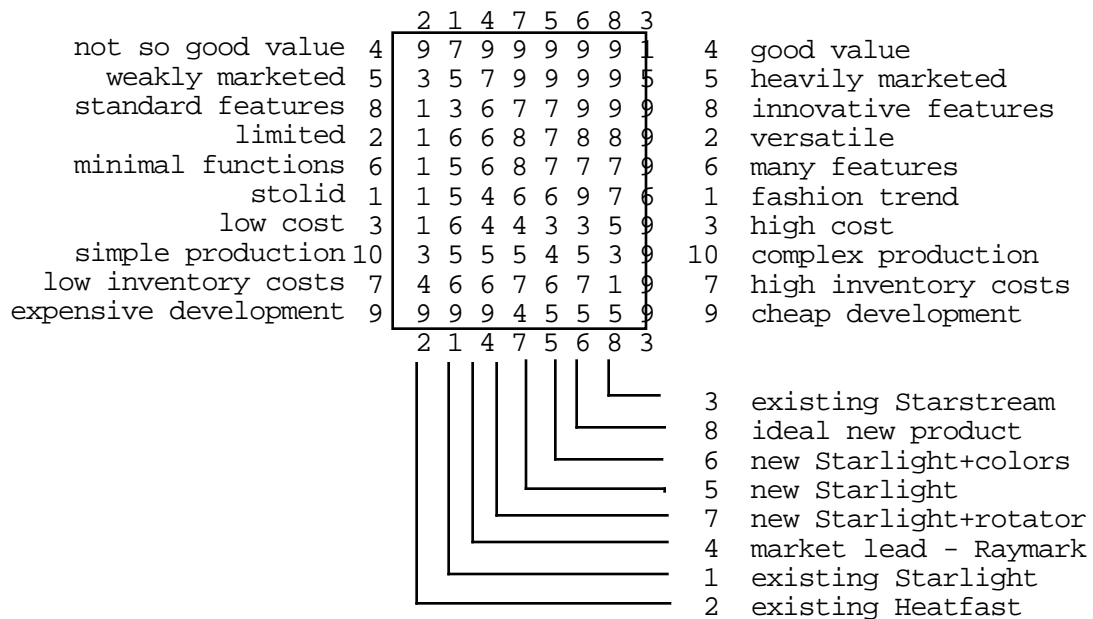 2 1 4 7 5 6 8 3
not so good value 4 9 7 9 9 9 9 9 1 4 good value
weakly marketed 5 3 5 7 9 9 9 9 5 5 heavily marketed
standard features 8 1 3 6 7 7 9 9 9 8 innovative features
limited 2 1 6 6 8 7 8 8 9 2 versatile
minimal functions 6 1 5 6 8 7 7 7 9 6 many features
stolid 1 1 5 4 6 6 9 7 6 1 fashion trend
low cost 3 1 6 4 4 3 3 5 9 3 high cost
simple production 10 3 5 5 5 4 5 3 9 10 complex production
low inventory costs 7 4 6 6 7 6 7 1 9 7 high inventory costs
expensive development 9 9 9 9 4 5 5 5 9 9 cheap development
2 1 4 7 5 6 8 3
3 existing Starstream
8 ideal new product
6 new Starlight+colors
5 new Starlight
7 new Starlight+rotator
4 market lead - Raymark
1 existing Starlight
2 existing Heatfast